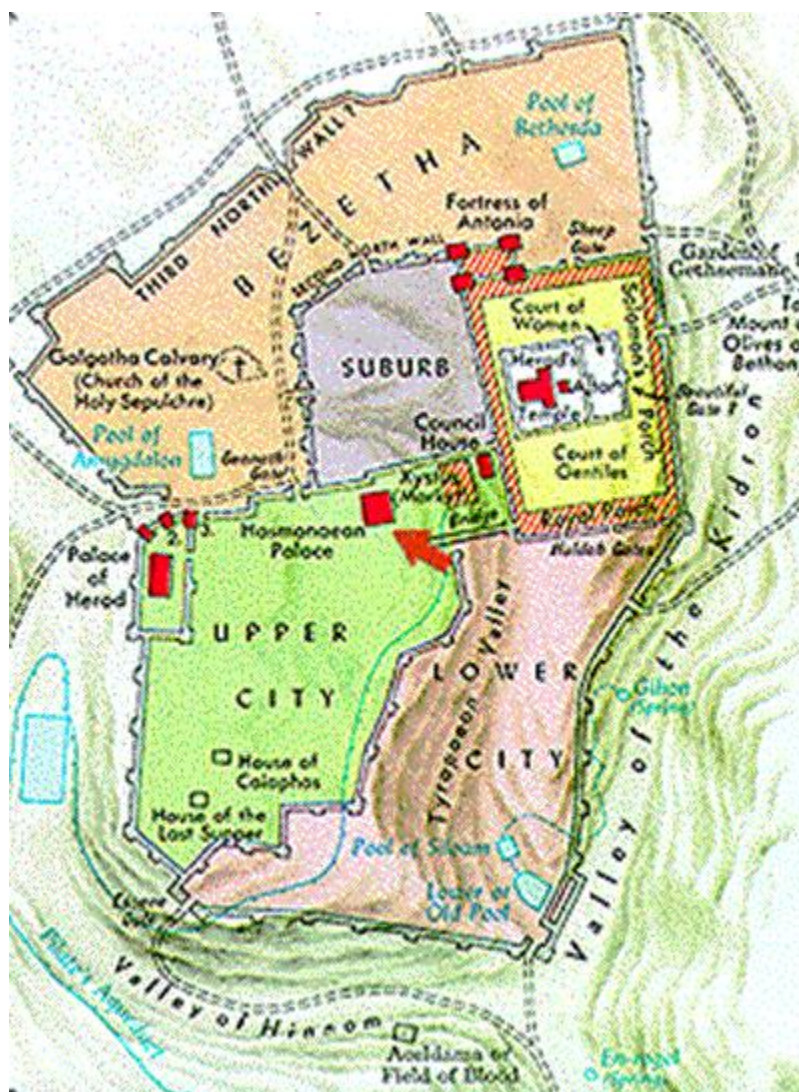 Pool of
Bethesda
THIRD NORTH WALL?
BEZETHA
Fortress of
Antonia
SECOND NORTH WALL
Sheep
Gate
Garden of
Gethsemane
To
Mount of
Olives
Bethany
Court of
Women
Solomon's Porch
Golgotha Calvary
(Church of the
Holy Sepulchre)
SUBURB
Herod's
Altar
Temple
Beautiful
Gate ?
Pool of
Amygdalon
Gennath
Gate
Council
House
Court of
Gentiles
Xystus
(Market)
Royal Porch
Bridge
Huldah Gates
2.
3.
Hasmonaean
Palace
Palace
of
Herod
UPPER
CITY
Tyropoeon Valley
LOWER
CITY
Gihon
(Spring)
Valley of the Kidron
House of
Caiaphas
House of the
Last Supper
Pool of Siloam
Lower or
Old Pool
Essene
Gate
Pilate's Aqueduct
Valley of Hinnom
Aceldama or
Field of Blood
En-rogel
(Spring)